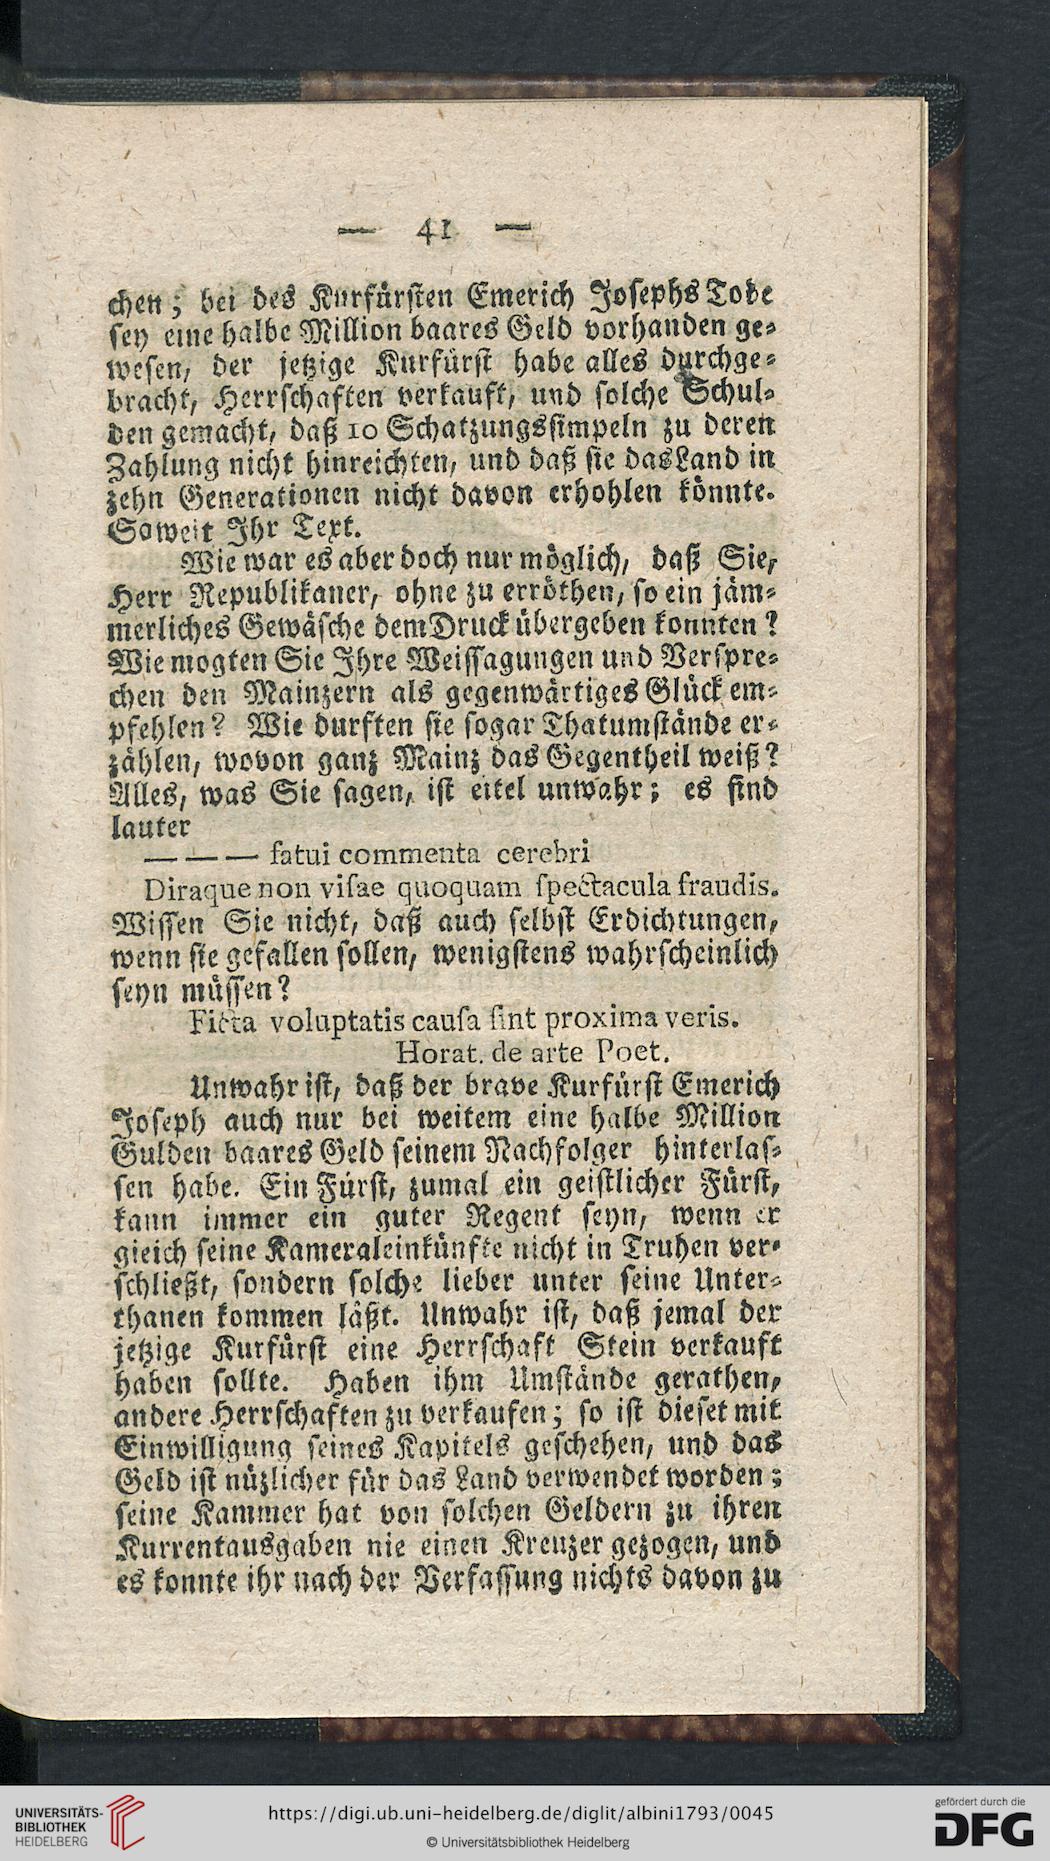 — 41 —
chen; bei des Kurfürsten Emerich Josephs Tode
sey eine halbe Million baares Geld vorhanden ge-
wesen, der jetzige Kurfürst habe alles durchge-
bracht, Herrschaften verkauft, und solche Schul-
den gemacht, daß 10 Schatzungssimpeln zu deren
Zahlung nicht hinreichten, und daß sie das Land in
zehn Generationen nicht davon erhohlen könnte.
Soweit Ihr Text.
Wie war es aber doch nur möglich, daß Sie,
Herr Republikaner, ohne zu erröthen, so ein jäm-
merliches Gewäsche dem Druck übergeben konnten?
Wie mogten Sie Ihre Weissagungen und Verspre-
chen den Mainzern als gegenwärtiges Glück em-
pfehlen? Wie durften sie sogar Thatumstände er-
zählen, wovon ganz Mainz das Gegentheil weiß?
Alles, was Sie sagen, ist eitel unwahr; es sind
lauter
— — — fatui commenta cerebri
Diraque non visae quoquam spectacula fraudis.
Wissen Sie nicht, daß auch selbst Erdichtungen,
wenn sie gefallen sollen, wenigstens wahrscheinlich
seyn müssen?
Ficta voluptatis causa sint proxima veris.
Horat. de arte Poet.
Unwahr ist, daß der brave Kurfürst Emerich
Joseph auch nur bei weitem eine halbe Million
Gulden baares Geld seinem Nachfolger hinterlas-
sen habe. Ein Fürst, zumal ein geistlicher Fürst,
kann immer ein guter Regent seyn, wenn er
gleich seine Kameraleinkünfte nicht in Truhen ver-
schließt, sondern solche lieber unter seine Unter-
thanen kommen läßt. Unwahr ist, daß jemal der
jetzige Kurfürst eine Herrschaft Stein verkauft
haben sollte. Haben ihm Umstände gerathen,
andere Herrschaften zu verkaufen; so ist dieset mit
Einwilligung seines Kapitels geschehen, und das
Geld ist nüzlicher für das Land verwendet worden;
seine Kammer hat von solchen Geldern zu ihren
Kurrentausgaben nie einen Kreuzer gezogen, und
es konnte ihr nach der Verfassung nichts davon zu
UNIVERSITÄTS-
BIBLIOTHEK
HEIDELBERG
https://digi.ub.uni-heidelberg.de/diglit/albini1793/0045
© Universitätsbibliothek Heidelberg
gefördert durch die
DFG